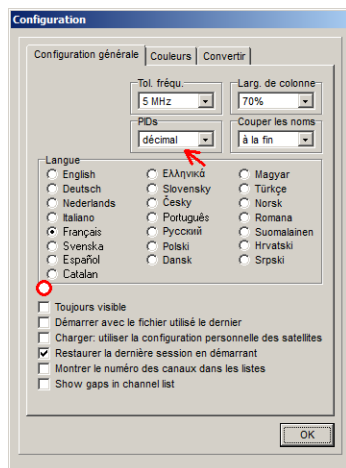 Configuration
Configuration générale Couleurs Convertir
Tol. fréqu. Larg. de colonne
5 MHz 70%
PIDs Couper les noms
décimal à la fin
Langue
English Ελληνικά Magyar
Deutsch Slovensky Türkçe
Nederlands Česky Norsk
Italiano Português Romana
Français Русский Suomalainen
Svenska Polski Hrvatski
Español Dansk Srpski
Catalan
Toujours visible
Démarrer avec le fichier utilisé le dernier
Charger: utiliser la configuration personnelle des satellites
Restaurer la dernière session en démarrant
Montrer le numéro des canaux dans les listes
Show gaps in channel list
OK